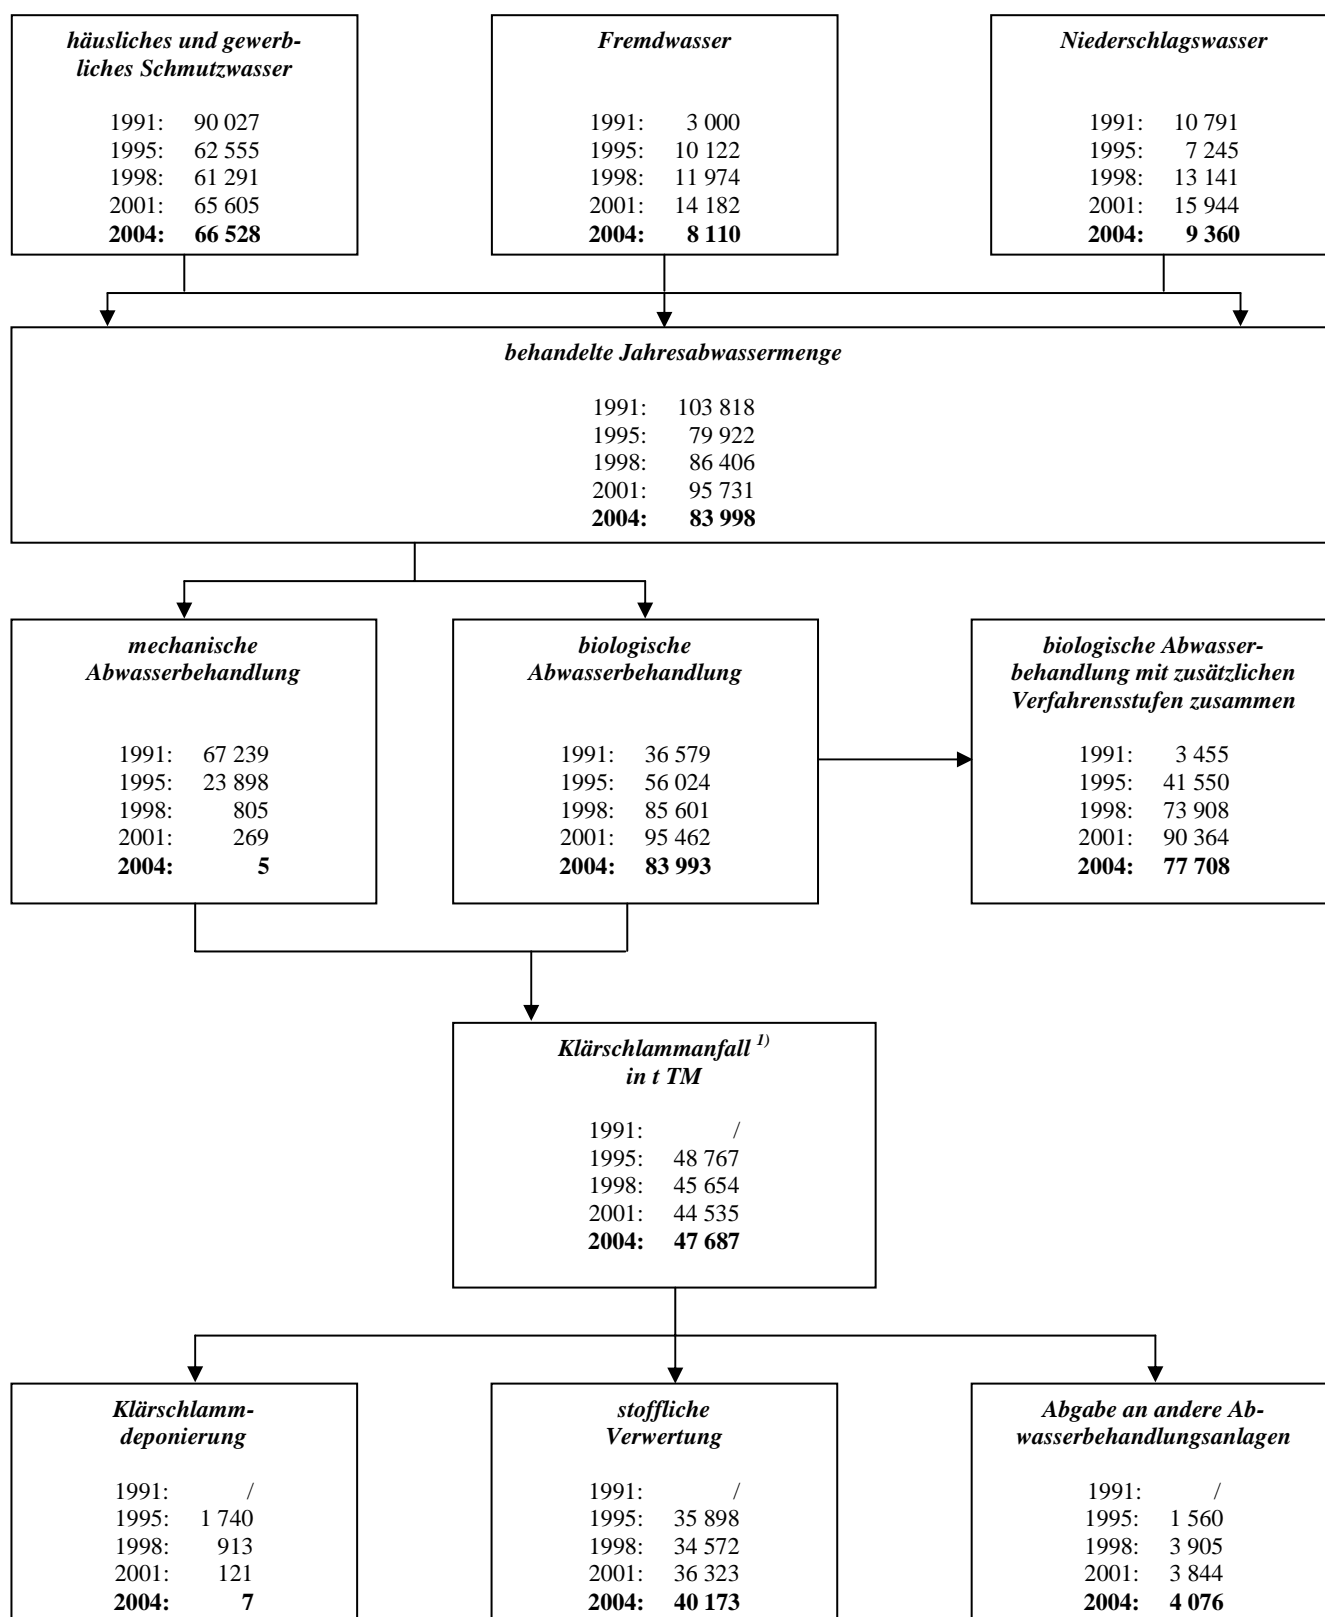 häusliches und gewerb-
liches Schmutzwasser
1991: 90 027
1995: 62 555
1998: 61 291
2001: 65 605
2004: 66 528
Fremdwasser
1991: 3 000
1995: 10 122
1998: 11 974
2001: 14 182
2004: 8 110
Niederschlagswasser
1991: 10 791
1995: 7 245
1998: 13 141
2001: 15 944
2004: 9 360
behandelte Jahresabwassermenge
1991: 103 818
1995: 79 922
1998: 86 406
2001: 95 731
2004: 83 998
mechanische
Abwasserbehandlung
1991: 67 239
1995: 23 898
1998: 805
2001: 269
2004: 5
biologische
Abwasserbehandlung
1991: 36 579
1995: 56 024
1998: 85 601
2001: 95 462
2004: 83 993
biologische Abwasser-
behandlung mit zusätzlichen
Verfahrensstufen zusammen
1991: 3 455
1995: 41 550
1998: 73 908
2001: 90 364
2004: 77 708
Klärschlammanfall 1)
in t TM
1991: /
1995: 48 767
1998: 45 654
2001: 44 535
2004: 47 687
Klärschlamm-
deponierung
1991: /
1995: 1 740
1998: 913
2001: 121
2004: 7
stoffliche
Verwertung
1991: /
1995: 35 898
1998: 34 572
2001: 36 323
2004: 40 173
Abgabe an andere Ab-
wasserbehandlungsanlagen
1991: /
1995: 1 560
1998: 3 905
2001: 3 844
2004: 4 076